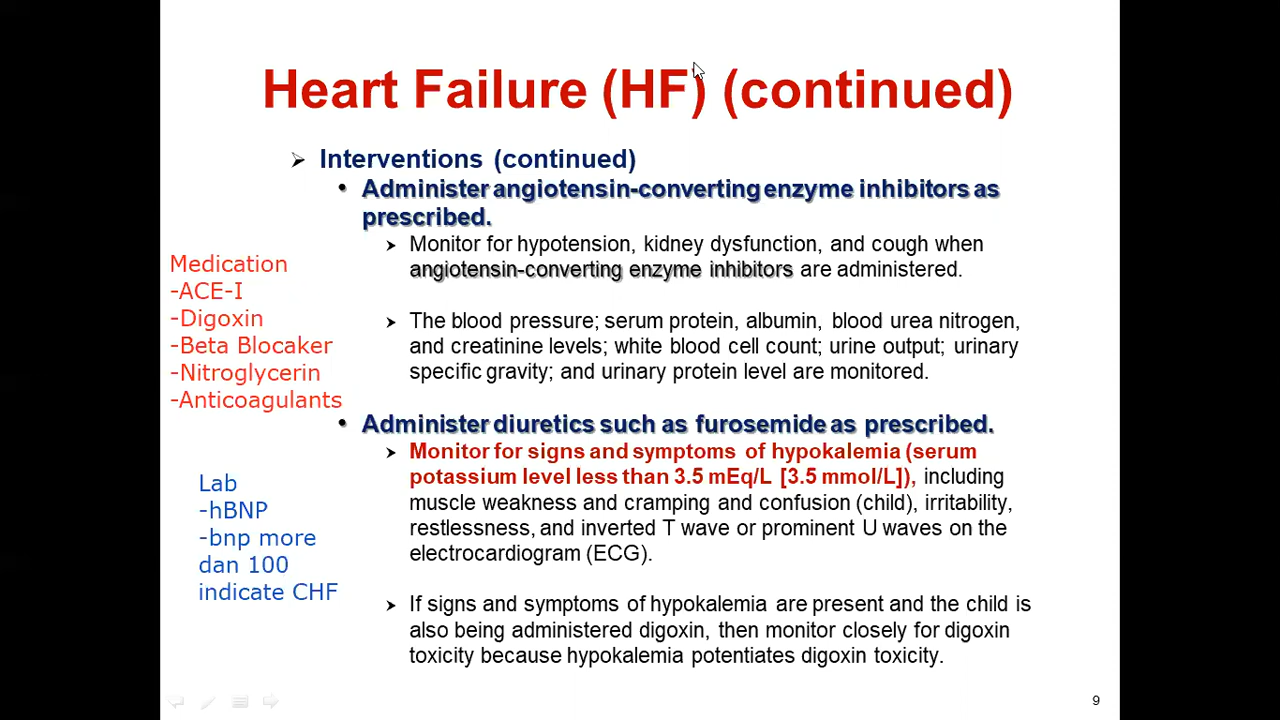 Heart Failure (HF) (continued)
Interventions (continued)
Administer angiotensin-converting enzyme inhibitors as
prescribed.
Monitor for hypotension, kidney dysfunction, and cough when
angiotensin-converting enzyme inhibitors are administered.
The blood pressure; serum protein, albumin, blood urea nitrogen,
and creatinine levels; white blood cell count; urine output; urinary
specific gravity; and urinary protein level are monitored.
Administer diuretics such as furosemide as prescribed.
Monitor for signs and symptoms of hypokalemia (serum
potassium level less than 3.5 mEq/L [3.5 mmol/L]), including
muscle weakness and cramping and confusion (child), irritability,
restlessness, and inverted T wave or prominent U waves on the
electrocardiogram (ECG).
If signs and symptoms of hypokalemia are present and the child is
also being administered digoxin, then monitor closely for digoxin
toxicity because hypokalemia potentiates digoxin toxicity.
Medication
-ACE-I
-Digoxin
-Beta Blocaker
-Nitroglycerin
-Anticoagulants
Lab
-hBNP
-bnp more
dan 100
indicate CHF
9